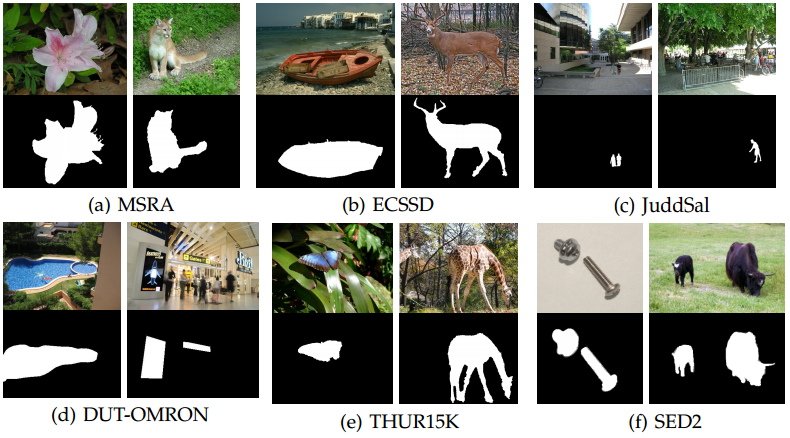 (a) MSRA
(b) ECSSD
(c) JuddSal
(d) DUT-OMRON
(e) THUR15K
(f) SED2